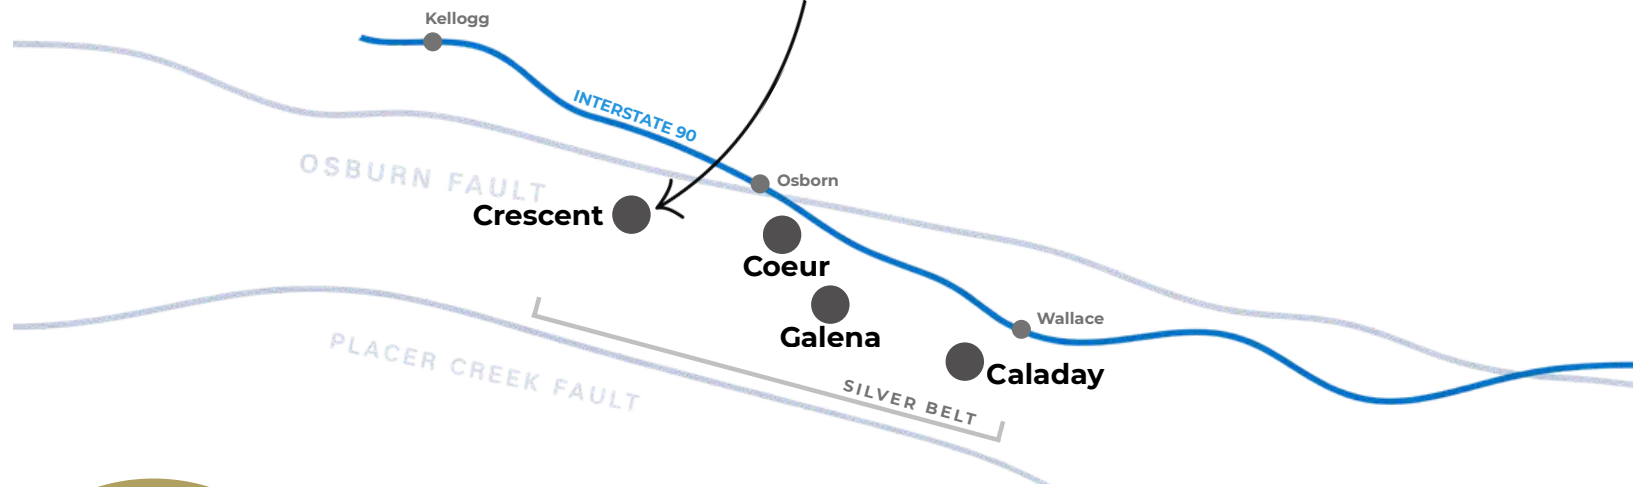 Kellogg
INTERSTATE 90
OSBURN FAULT
Osborn
Crescent
Coeur
Galena
Wallace
PLACER CREEK FAULT
Caladay
SILVER BELT